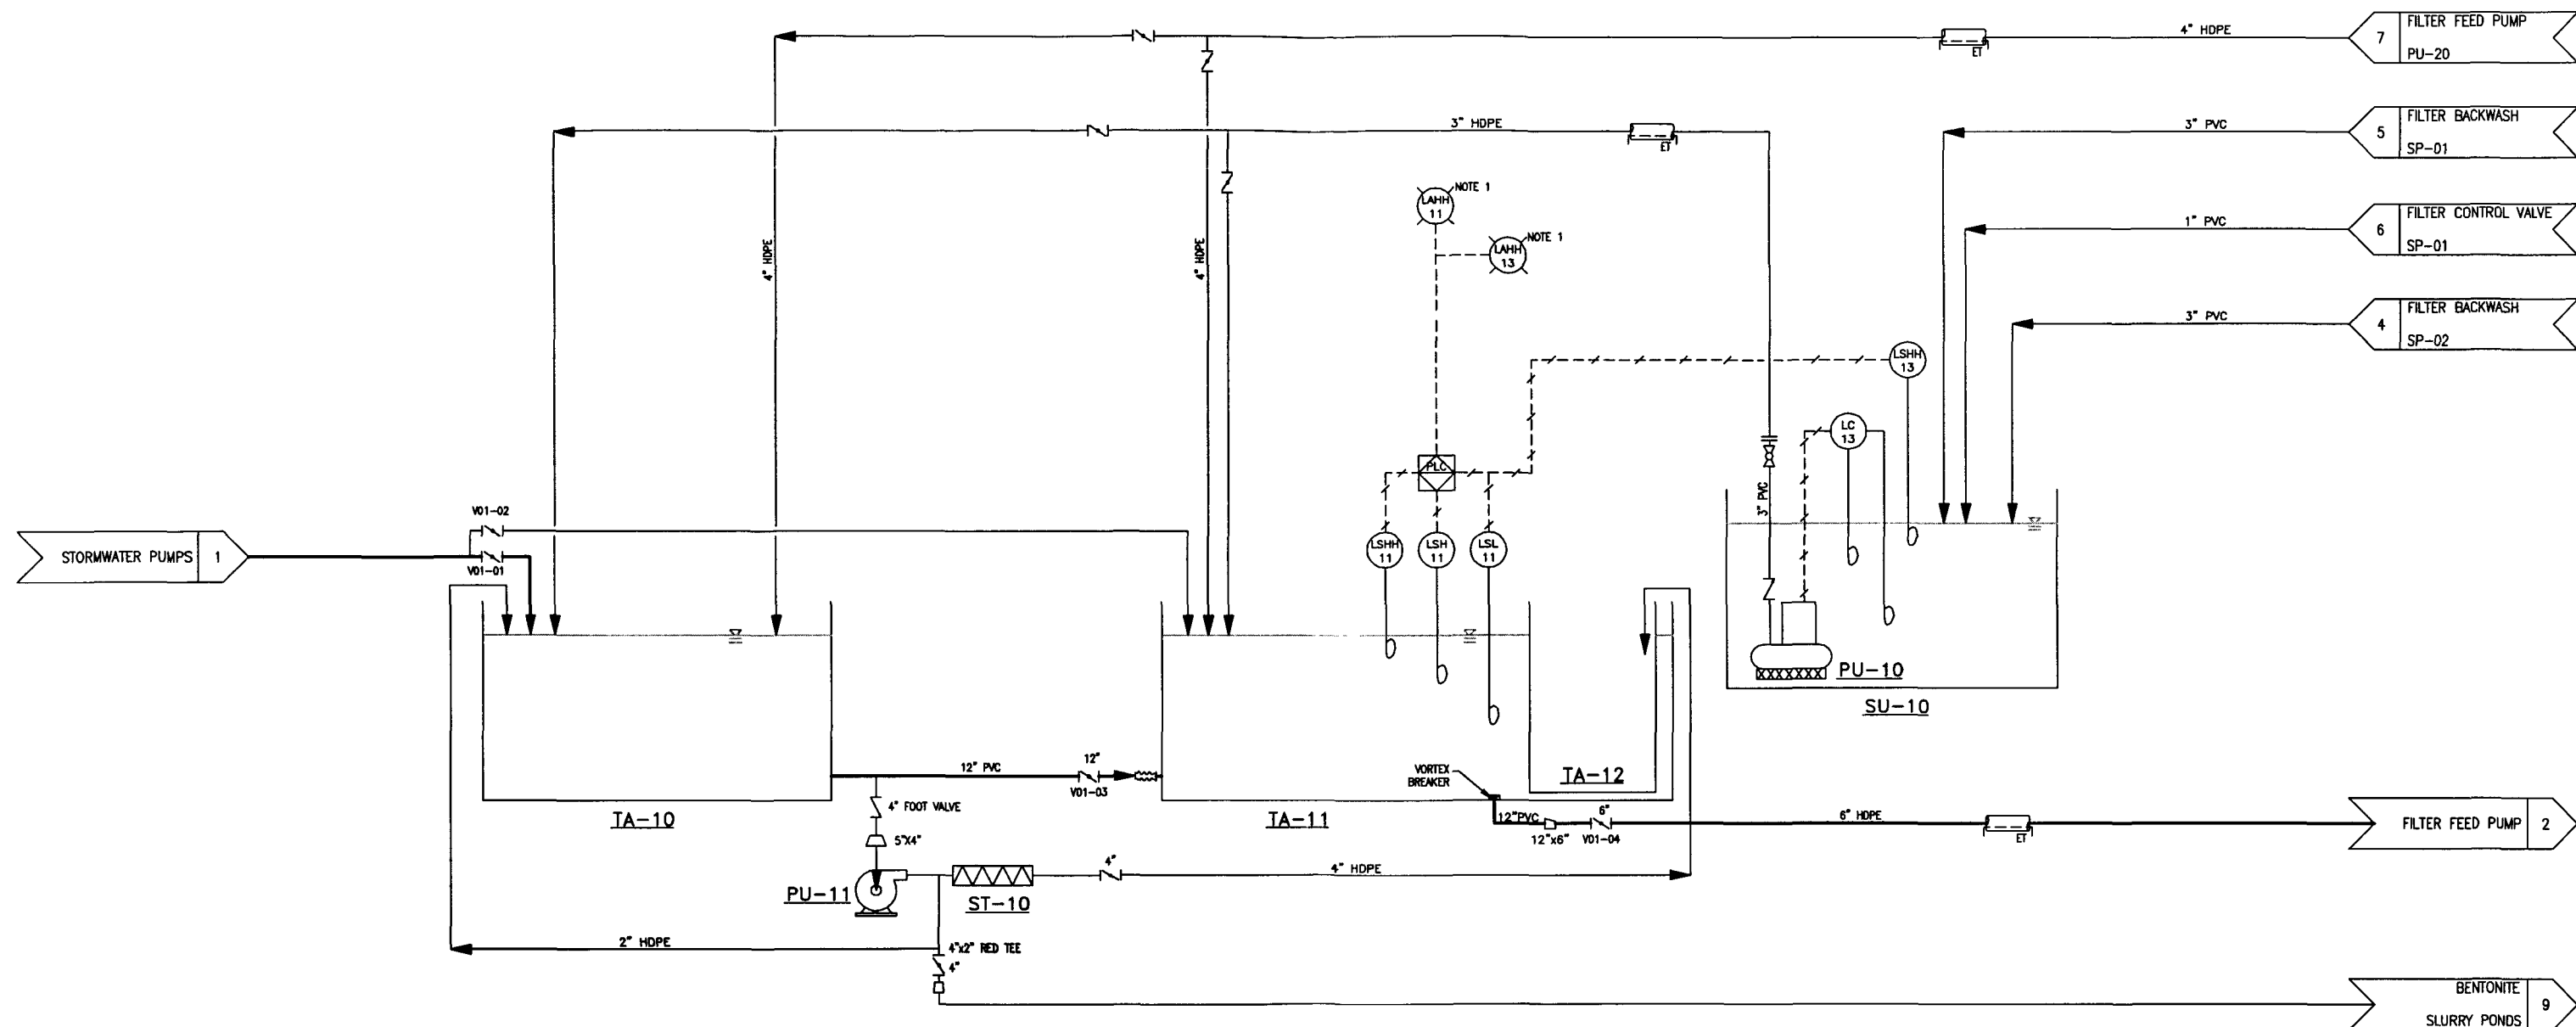 4" HDPE
ET
7
FILTER FEED PUMP
PU-20
3" HDPE
ET
3" PVC
5
FILTER BACKWASH
SP-01
LAHH
11
NOTE 1
LAHH
13
NOTE 1
4" HDPE
4" HDPE
1" PVC
6
FILTER CONTROL VALVE
SP-01
3" PVC
4
FILTER BACKWASH
SP-02
LSHH
13
LC
13
PLC
3" PVC
V01-02
STORMWATER PUMPS
1
V01-01
LSHH
11
LSH
11
LSL
11
PU-10
SU-10
12" PVC
12"
V01-03
VORTEX
BREAKER
TA-12
TA-10
4" FOOT VALVE
TA-11
12"PVC
6"
12"x6"
V01-04
6" HDPE
ET
FILTER FEED PUMP
2
5"X4"
PU-11
ST-10
4"
4" HDPE
2" HDPE
4"x2" RED TEE
4"
BENTONITE
SLURRY PONDS
9